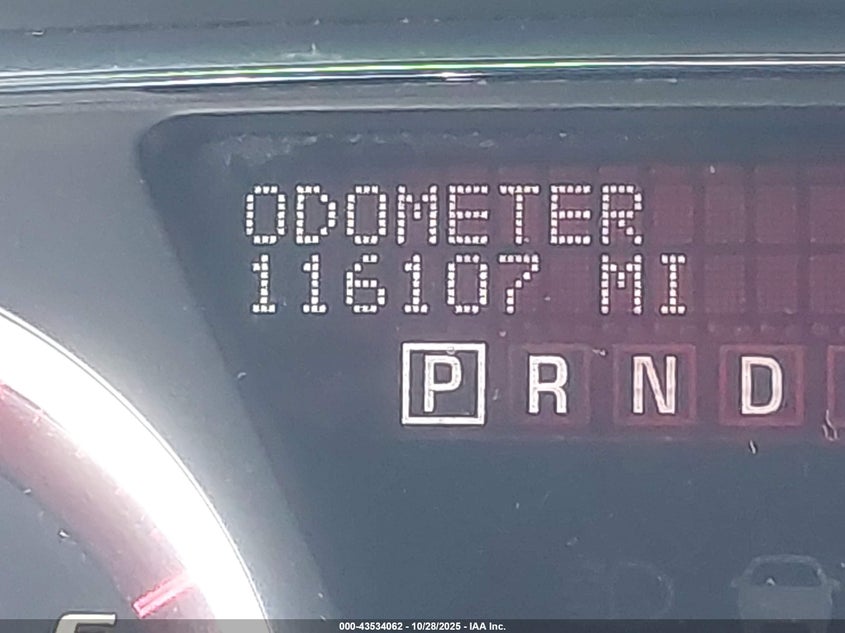 ODOMETER
116107 MI
P R N D
000-43534062 - 10/28/2025 - IAA Inc.